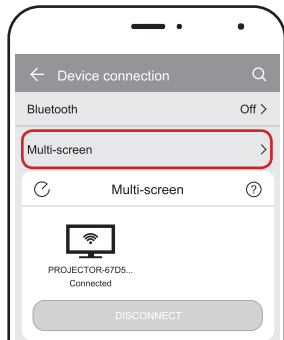 Device connection
Bluetooth Off >
Multi-screen >
Multi-screen ?
PROJECTOR-67D5...
Connected
DISCONNECT